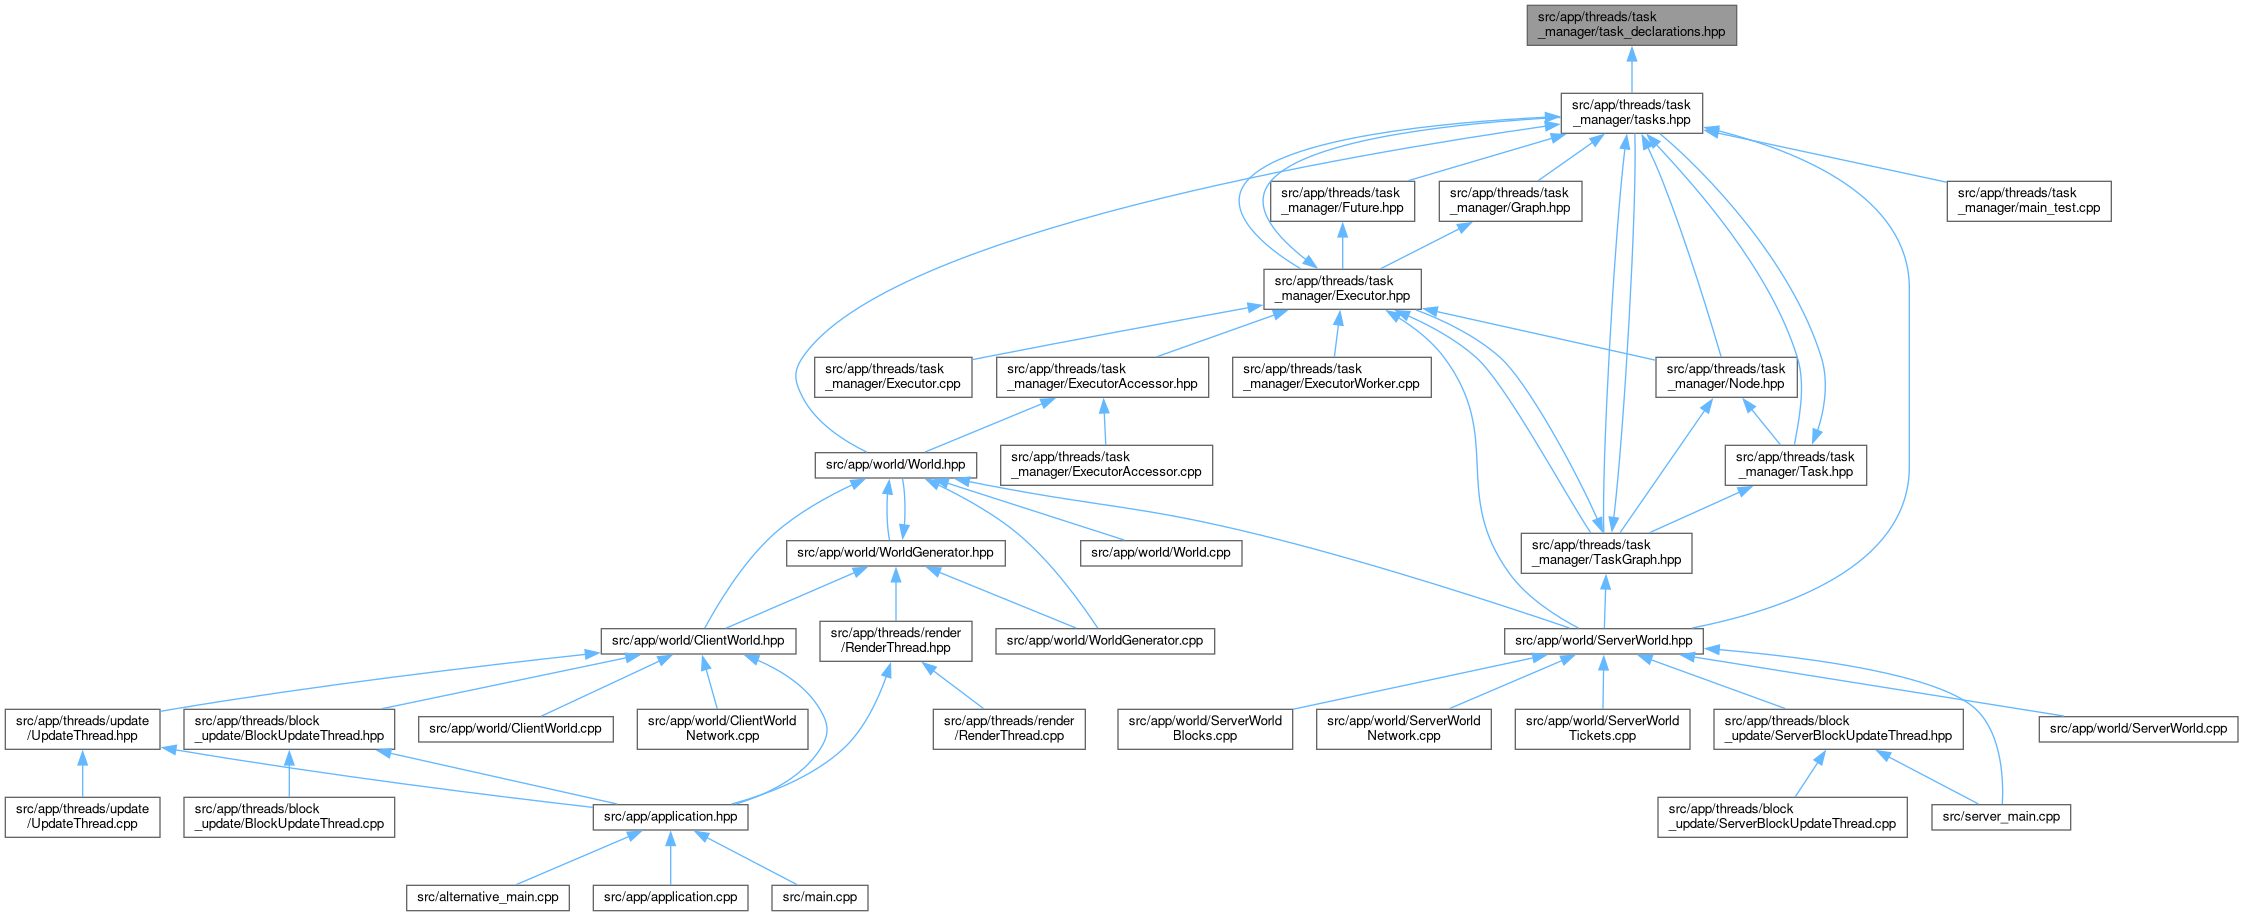 src/app/threads/task
_manager/task_declarations.hpp
src/app/threads/task
_manager/tasks.hpp
src/app/threads/task
_manager/Future.hpp
src/app/threads/task
_manager/Graph.hpp
src/app/threads/task
_manager/main_test.cpp
src/app/threads/task
_manager/Executor.hpp
src/app/threads/task
_manager/Executor.cpp
src/app/threads/task
_manager/ExecutorAccessor.hpp
src/app/threads/task
_manager/ExecutorWorker.cpp
src/app/threads/task
_manager/Node.hpp
src/app/world/World.hpp
src/app/threads/task
_manager/ExecutorAccessor.cpp
src/app/threads/task
_manager/Task.hpp
src/app/world/WorldGenerator.hpp
src/app/world/World.cpp
src/app/threads/task
_manager/TaskGraph.hpp
src/app/world/ClientWorld.hpp
src/app/threads/render
/RenderThread.hpp
src/app/world/WorldGenerator.cpp
src/app/world/ServerWorld.hpp
src/app/threads/update
/UpdateThread.hpp
src/app/threads/block
_update/BlockUpdateThread.hpp
src/app/world/ClientWorld.cpp
src/app/world/ClientWorld
Network.cpp
src/app/threads/render
/RenderThread.cpp
src/app/world/ServerWorld
Blocks.cpp
src/app/world/ServerWorld
Network.cpp
src/app/world/ServerWorld
Tickets.cpp
src/app/threads/block
_update/ServerBlockUpdateThread.hpp
src/app/world/ServerWorld.cpp
src/app/threads/update
/UpdateThread.cpp
src/app/threads/block
_update/BlockUpdateThread.cpp
src/app/application.hpp
src/app/threads/block
_update/ServerBlockUpdateThread.cpp
src/server_main.cpp
src/alternative_main.cpp
src/app/application.cpp
src/main.cpp